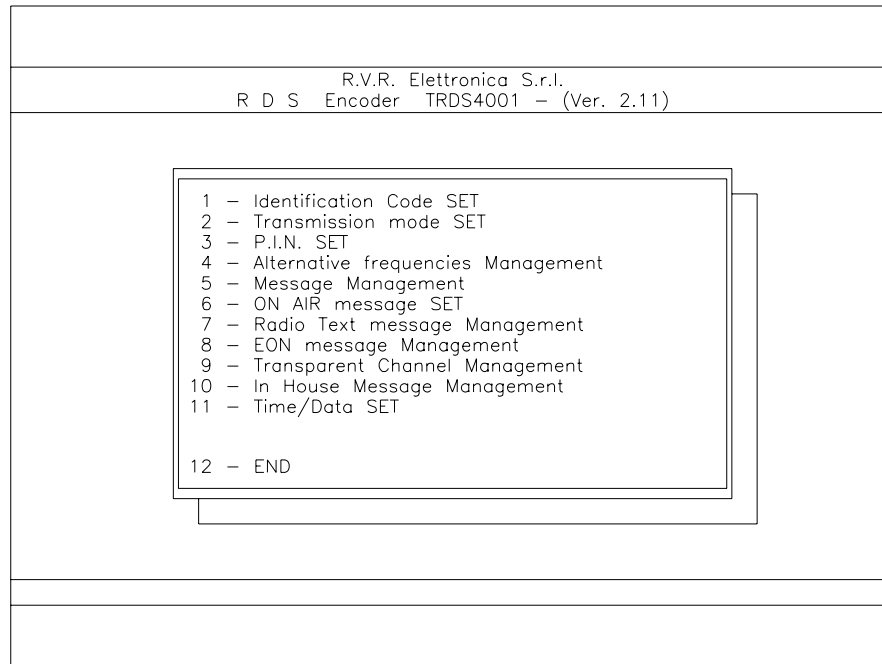 R.V.R. Elettronica S.r.l.
R D S Encoder TRDS4001 – (Ver. 2.11)
1 – Identification Code SET
2 – Transmission mode SET
3 – P.I.N. SET
4 – Alternative frequencies Management
5 – Message Management
6 – ON AIR message SET
7 – Radio Text message Management
8 – EON message Management
9 – Transparent Channel Management
10 – In House Message Management
11 – Time/Data SET
12 – END